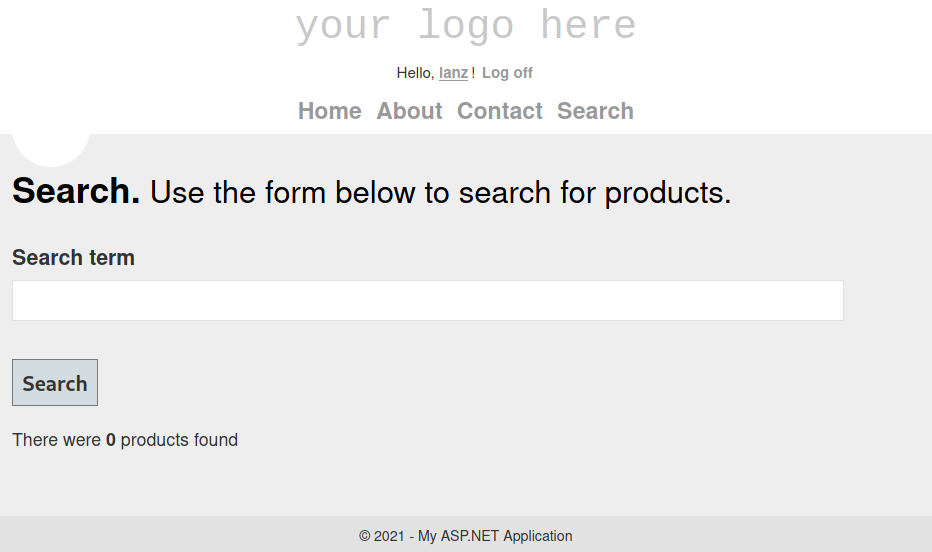 your logo here
Hello, lanz ! Log off
Home About Contact Search
Search. Use the form below to search for products.
Search term
Search
There were 0 products found
© 2021 - My ASP.NET Application